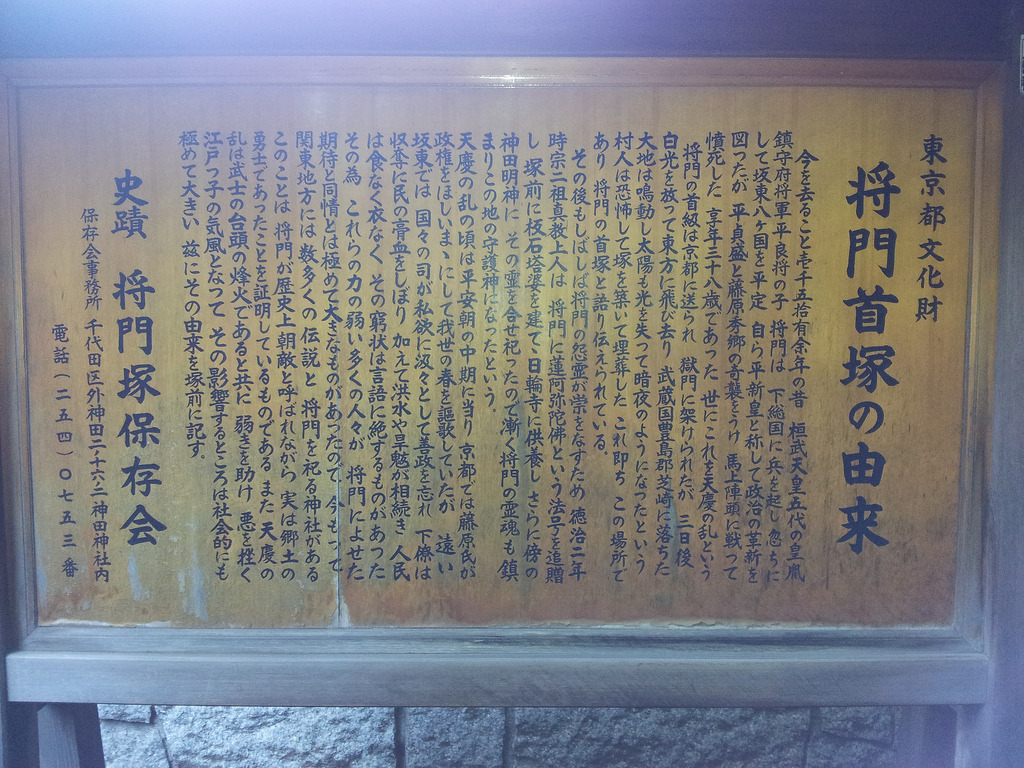 東京都文化財
将門首塚の由来
今を去ること壱千五拾有余年の昔 桓武天皇五代の皇胤
鎮守府将軍平良将の子 将門は 下総国に兵を起し忽ちに
して坂東八ヶ国を平定 自ら平新皇と称して政治の革新を
図ったが 平貞盛と藤原秀郷の奇襲をうけ 馬上陣頭に戦って
憤死した 享年三十八歳であった 世にこれを天慶の乱という
将門の首級は京都に送られ 獄門に架けられたが 三日後
白光を放って東方に飛び去り 武蔵国豊島郡芝崎に落ちた
大地は鳴動し太陽も光を失って暗夜のようになったという
村人は恐怖して塚を築いて埋葬した これ即ち この場所で
あり 将門の首塚と語り伝えられている。
その後もしばしば将門の怨霊が祟をなすため 徳治二年
時宗二祖真教上人は 将門に蓮阿弥陀佛という法号を追贈
し 塚前に板石塔婆を建て、日輪寺に供養し さらに傍の
神田明神に その霊を合せ祀ったので漸く将門の霊魂も鎮
まりこの地の守護神になったという。
天慶の乱の頃は平安朝の中期に当り 京都では藤原氏が
政権をほしいまゝにして我世の春を謳歌していたが 遠い
坂東では 国々の司が私欲に汲々として善政を忘れ 下僚は
収奪に民の膏血をしぼり 加えて洪水や旱魃が相続き 人民
は食なく衣なく その窮状は言語に絶するものがあった
その為 これらの力の弱い多くの人々が 将門によせた
期待と同情とは極めて大きなものがあったので、今もって
関東地方には数多くの伝説と 将門を祀る神社がある
このことは 将門が歴史上朝敵と呼ばれながら 実は郷土の
勇士であったことを証明しているものである また 天慶の
乱は武士の台頭の烽火であると共に 弱きを助け 悪を挫く
江戸っ子の気風となって その影響するところは社会的にも
極めて大きい 茲にその由来を塚前に記す。
史蹟 将門塚保存会
保存会事務所 千代田区外神田二ー十六ー二神田神社内
電話(二五四)〇七五三番